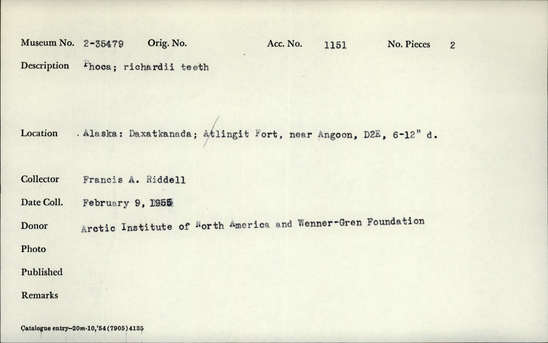 Museum No. 2-35479 Orig. No. Acc. No. 1151 No. Pieces 2
Description Phoca; richardii teeth
Location . Alaska: Daxatkanada; Atlingit Fort, near Angoon, D2E, 6-12" d.
Collector Francis A. Riddell
Date Coll. February 9, 1955
Donor Arctic Institute of North America and Wenner-Gren Foundation
Photo
Published
Remarks
Catalogue entry—20m-10,'54(7905)4135